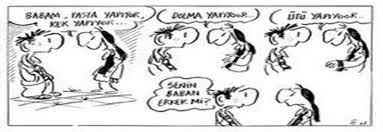 BABAM, PASTA YAPIYOR,
KEK YAPIYOR...
DOLMA YAPIYOR...
ÜTÜ YAPIYOR...
SENİN
BABAN
ERKEK Mİ?